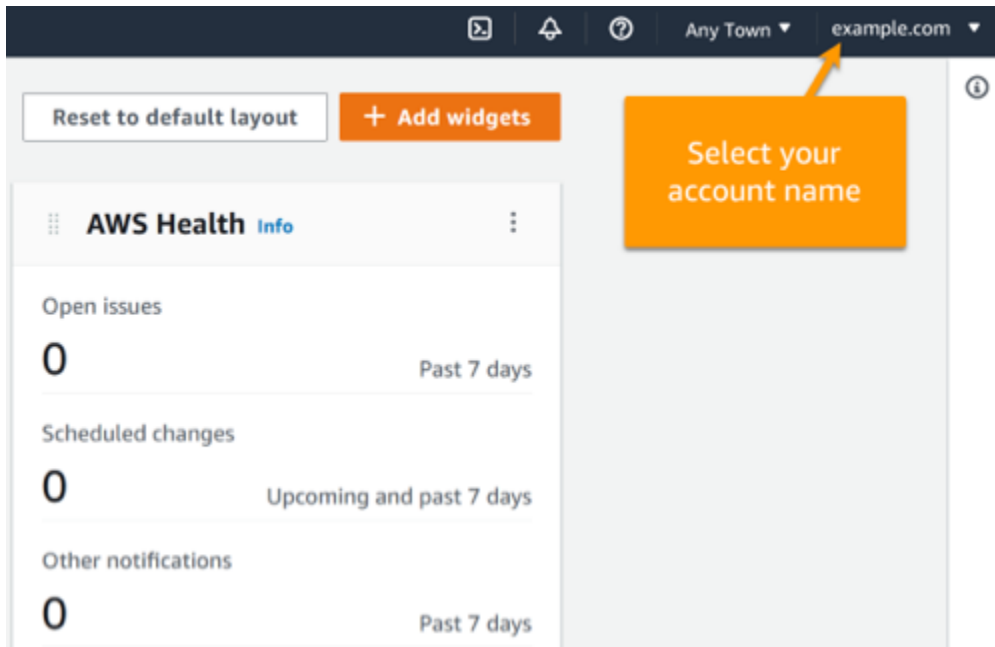 Any Town example.com
Reset to default layout + Add widgets
Select your
account name
AWS Health Info
Open issues
0 Past 7 days
Scheduled changes
0 Upcoming and past 7 days
Other notifications
0 Past 7 days